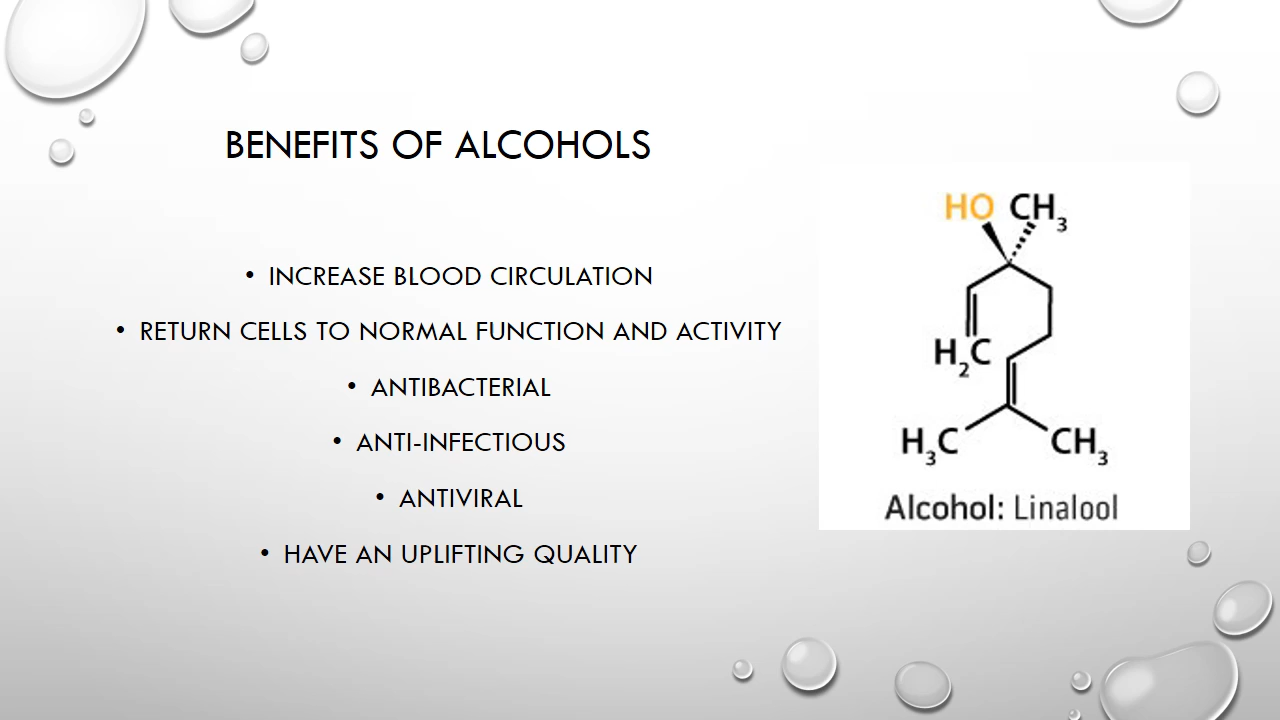 BENEFITS OF ALCOHOLS
• INCREASE BLOOD CIRCULATION
• RETURN CELLS TO NORMAL FUNCTION AND ACTIVITY
• ANTIBACTERIAL
• ANTI-INFECTIOUS
• ANTIVIRAL
• HAVE AN UPLIFTING QUALITY
HO CH₃
H₂C
H₃C CH₃
Alcohol: Linalool